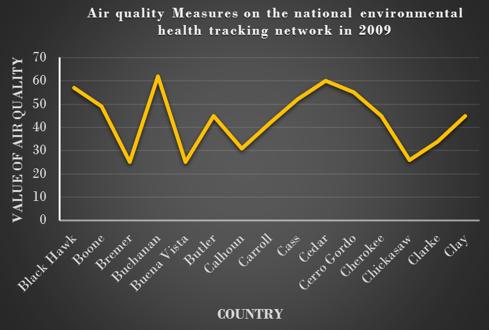 Air quality Measures on the national environmental
health tracking network in 2009
VALUE OF AIR QUALITY
70
60
50
40
30
20
10
0
Black Hawk
Boone
Bremer
Buchanan
Buena Vista
Butler
Calhoun
Carroll
Cass
Cedar
Cerro Gordo
Cherokee
Chickasaw
Clarke
Clay
COUNTRY